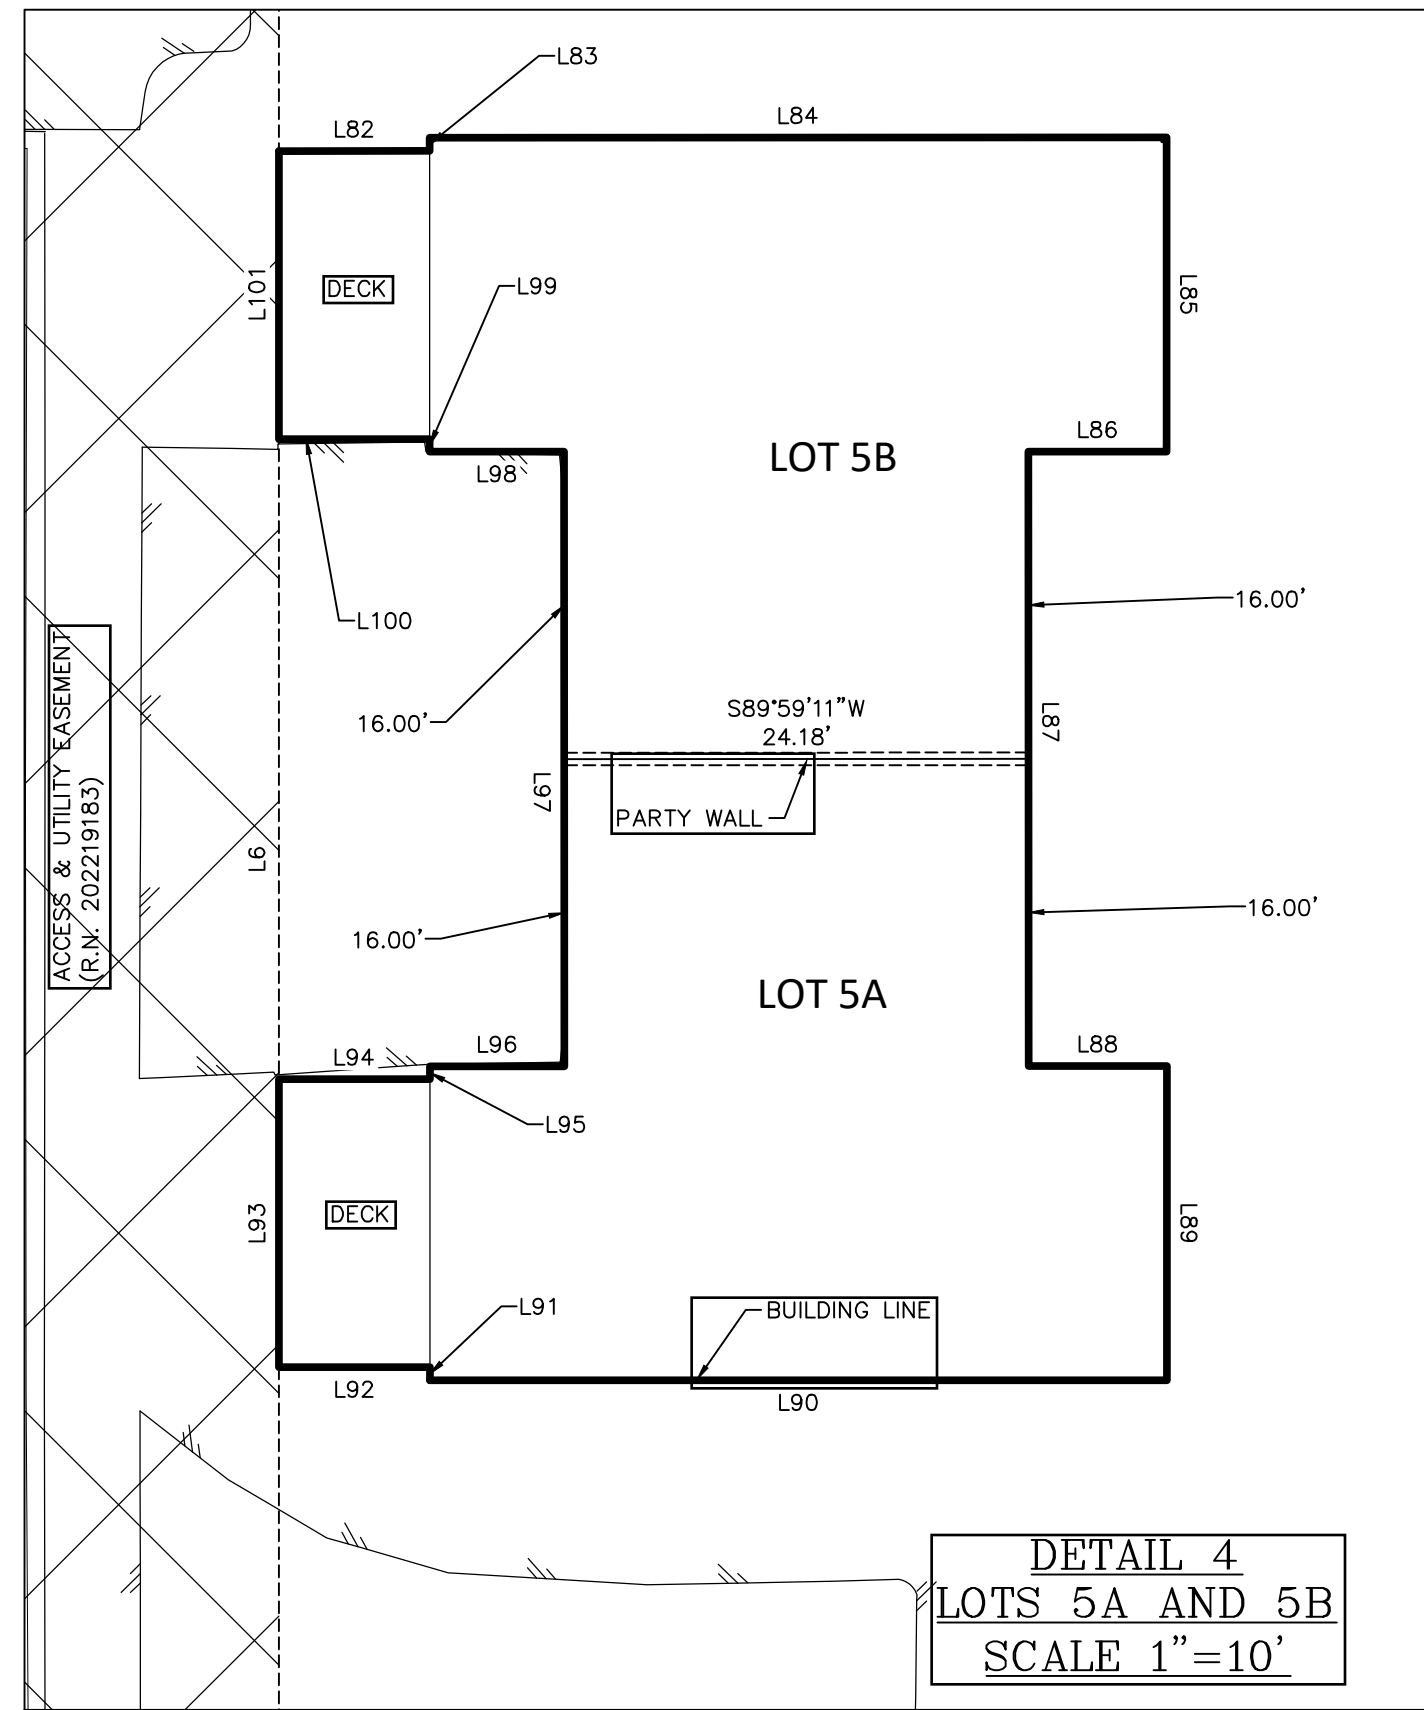 L83
L84
L82
L101
DECK
L99
L85
L86
LOT 5B
L98
16.00'
L100
16.00'
S89°59'11"W
24.18'
L87
L97
PARTY WALL
ACCESS & UTILITY EASEMENT
(R.N. 202219183)
L6
16.00'
16.00'
LOT 5A
L94
L96
L88
L95
L93
DECK
L89
L91
BUILDING LINE
L92
L90
DETAIL 4
LOTS 5A AND 5B
SCALE 1"=10'